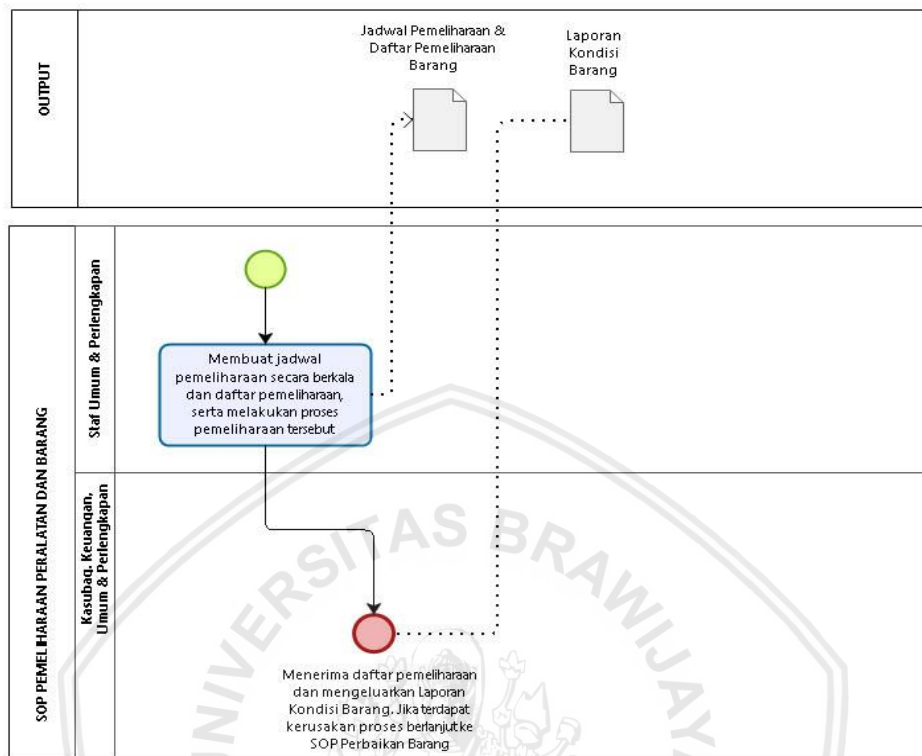 OUTPUT
Jadwal Pemeliharaan &
Daftar Pemeliharaan
Barang
Laporan
Kondisi
Barang
SOP PEMELIHARAAN PERALATAN DAN BARANG
Staf Umum & Perlengkapan
Membuat jadwal
pemeliharaan secara berkala
dan daftar pemeliharaan,
serta melakukan proses
pemeliharaan tersebut
Kasubag. Keuangan,
Umum & Perlengkapan
Menerima daftar pemeliharaan
dan mengeluarkan Laporan
Kondisi Barang. Jika terdapat
kerusakan proses berlanjut ke
SOP Perbaikan Barang
UNIVERSITAS BRAWIJAY